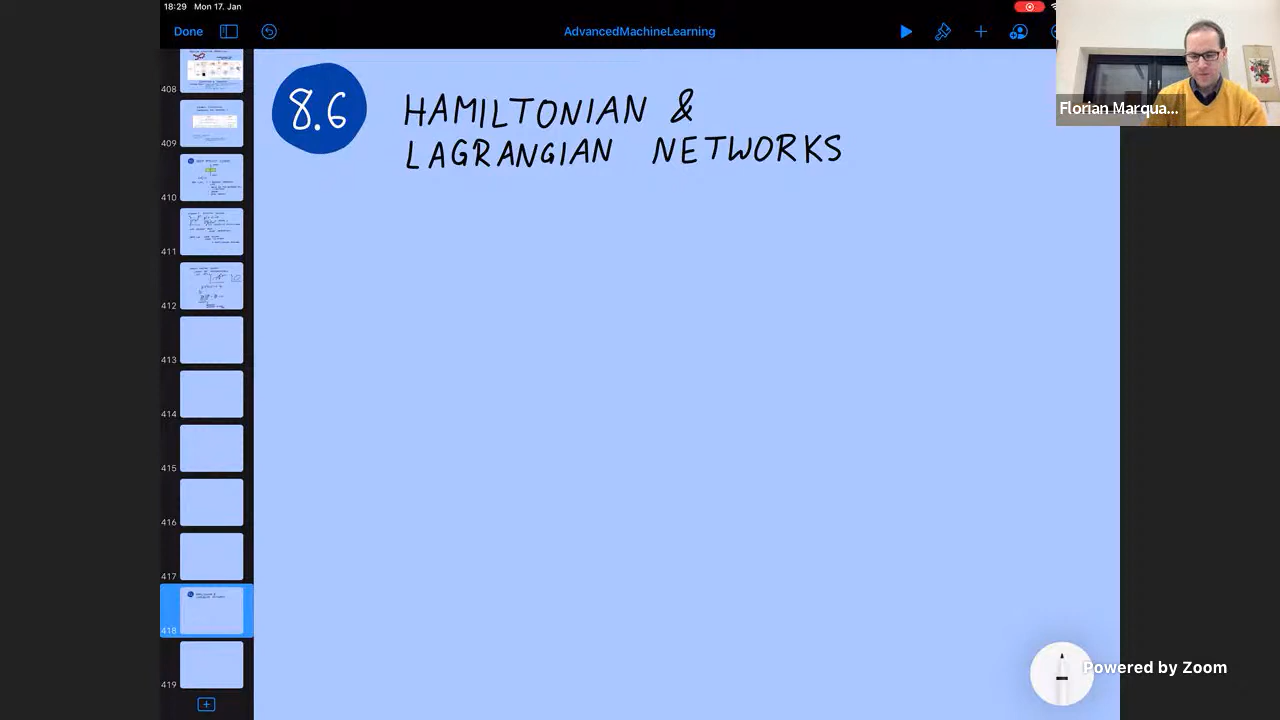 18:29 Mon 17. Jan
Done
AdvancedMachineLearning
Florian Marqua...
8.6
HAMILTONIAN &
LAGRANGIAN NETWORKS
408
409
410
411
412
413
414
415
416
417
418
419
Powered by Zoom